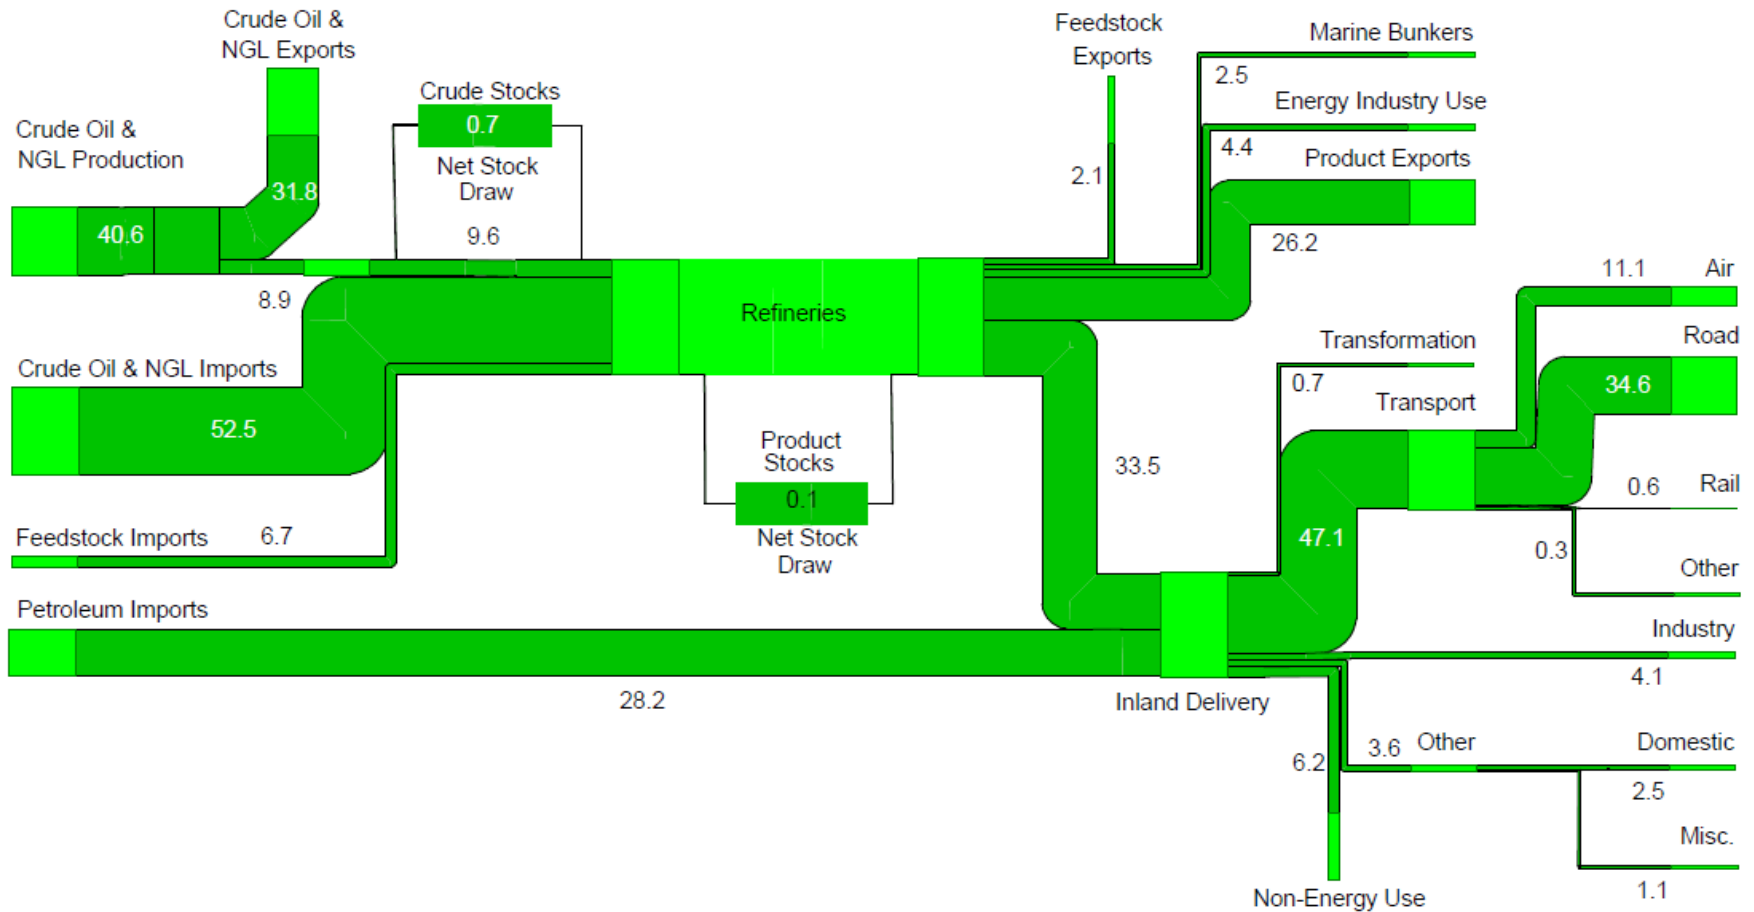 Crude Oil &
NGL Exports
Crude Oil &
NGL Production
40.6
31.8
8.9
Crude Stocks
0.7
Net Stock
Draw
9.6
Crude Oil & NGL Imports
52.5
Feedstock Imports
6.7
Petroleum Imports
28.2
Refineries
Product
Stocks
0.1
Net Stock
Draw
Feedstock
Exports
2.1
Marine Bunkers
2.5
Energy Industry Use
4.4
Product Exports
26.2
33.5
Inland Delivery
Transformation
0.7
Transport
47.1
11.1
Air
Road
34.6
0.6
Rail
0.3
Other
Industry
4.1
3.6
Other
Domestic
2.5
Misc.
1.1
6.2
Non-Energy Use